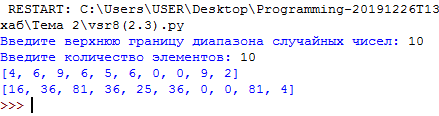 RESTART: C:\Users\USER\Desktop\Programming-20191226T13
хаб\Тема 2\vsr8(2.3).py
Введите верхнюю границу диапазона случайных чисел: 10
Введите количество элементов: 10
[4, 6, 9, 6, 5, 6, 0, 0, 9, 2]
[16, 36, 81, 36, 25, 36, 0, 0, 81, 4]
>>>